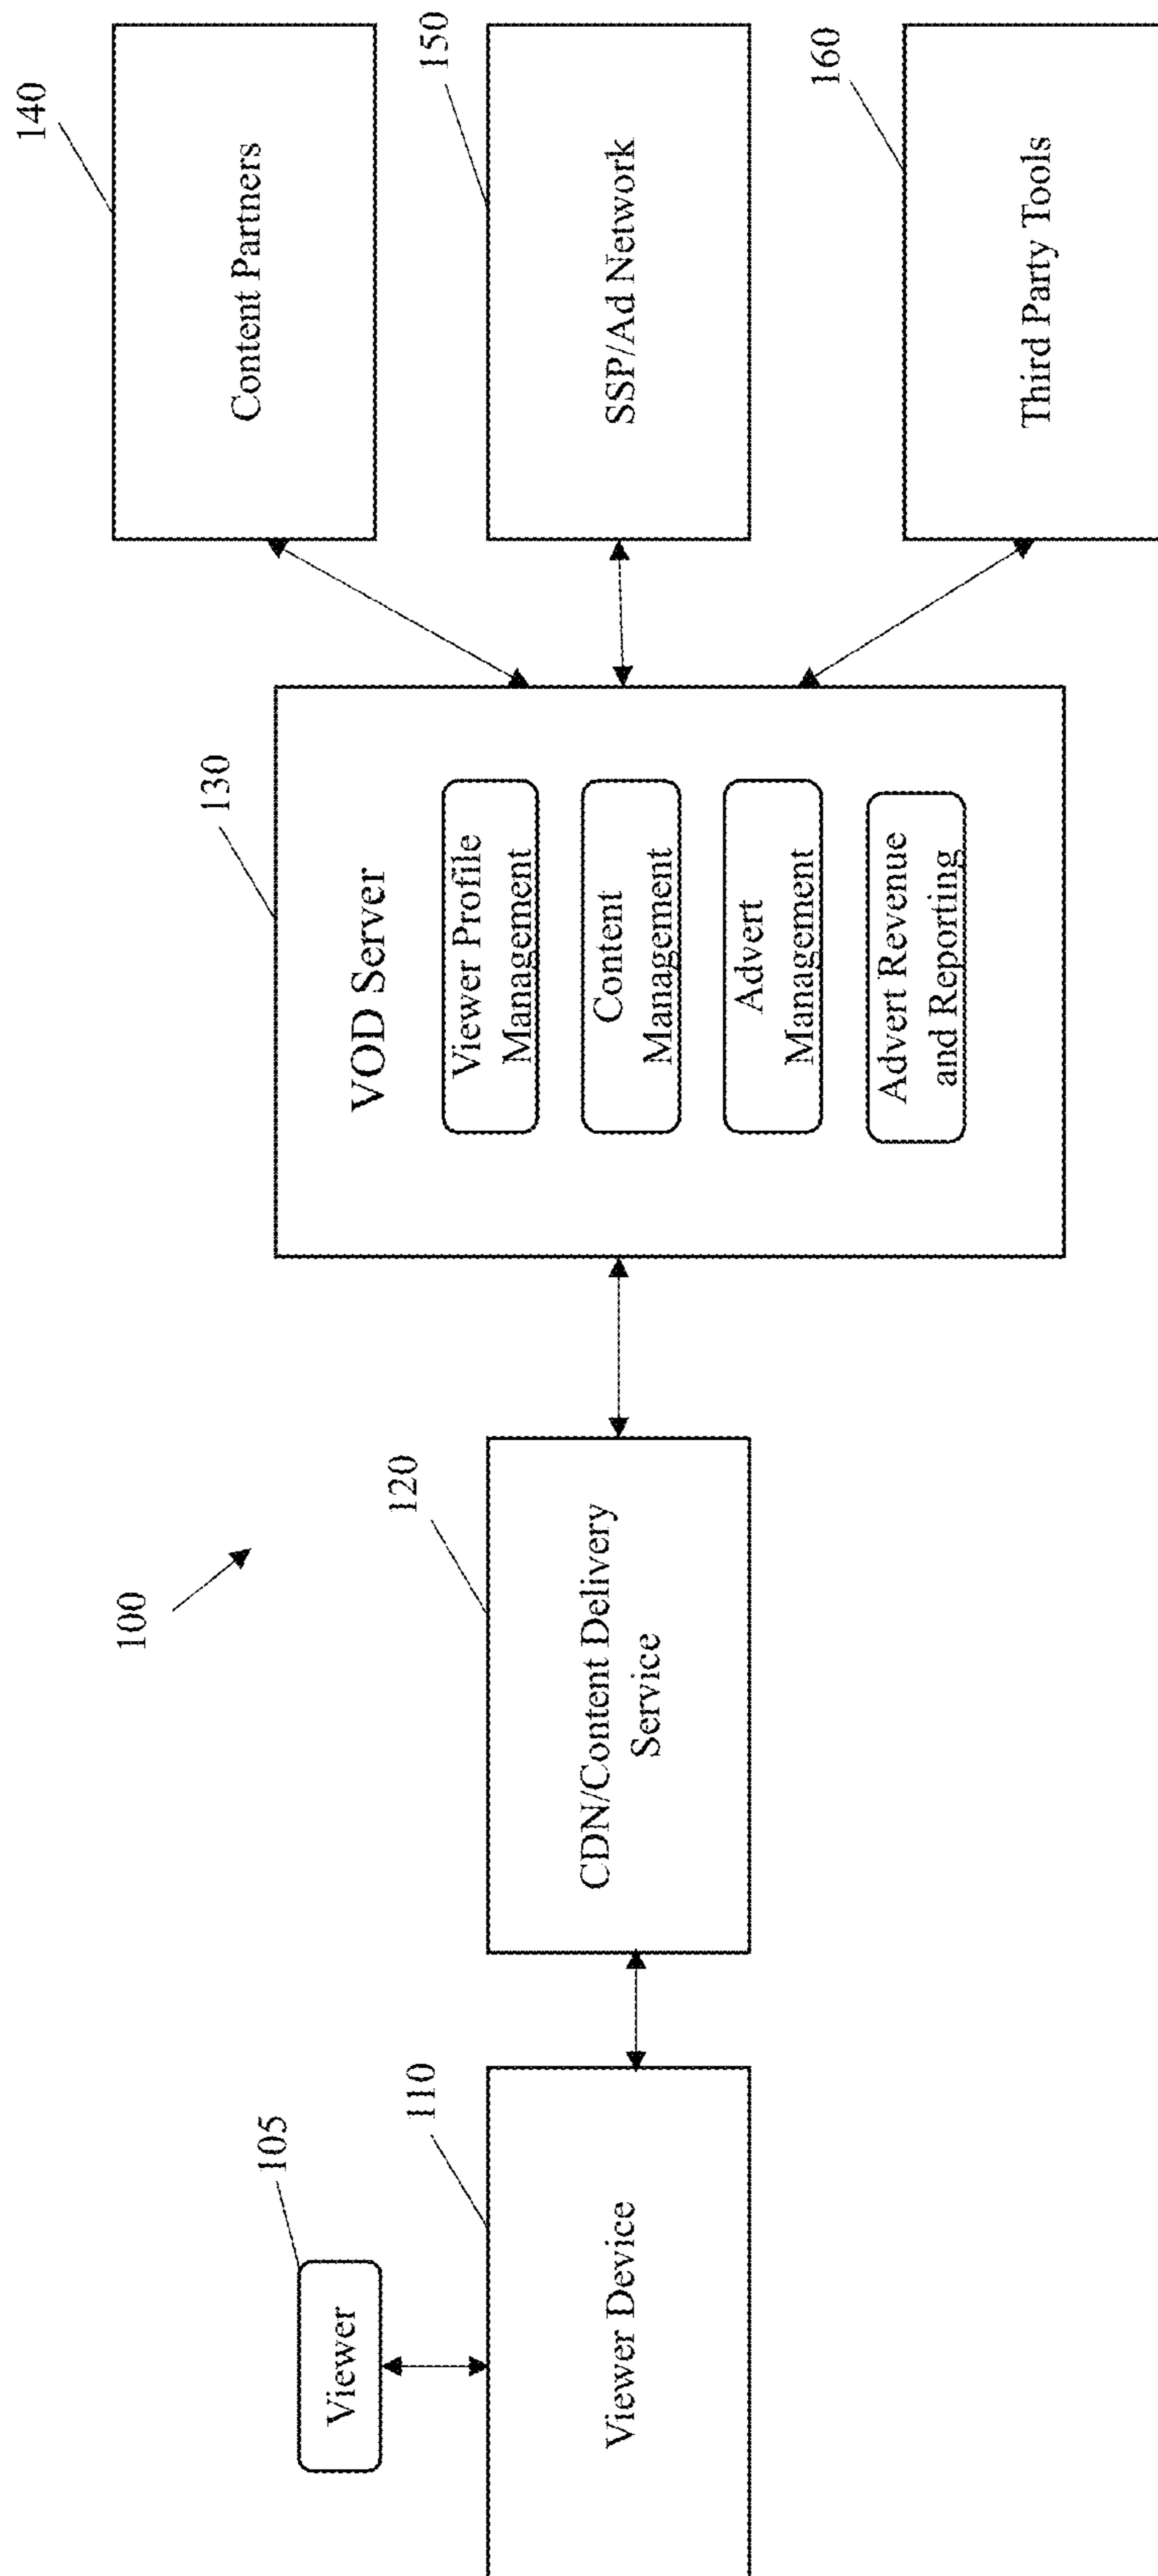 100
105
Viewer
110
Viewer Device
120
CDN/Content Delivery
Service
130
VOD Server
Viewer Profile
Management
Content
Management
Advert
Management
Advert Revenue
and Reporting
140
Content Partners
150
SSP/Ad Network
160
Third Party Tools